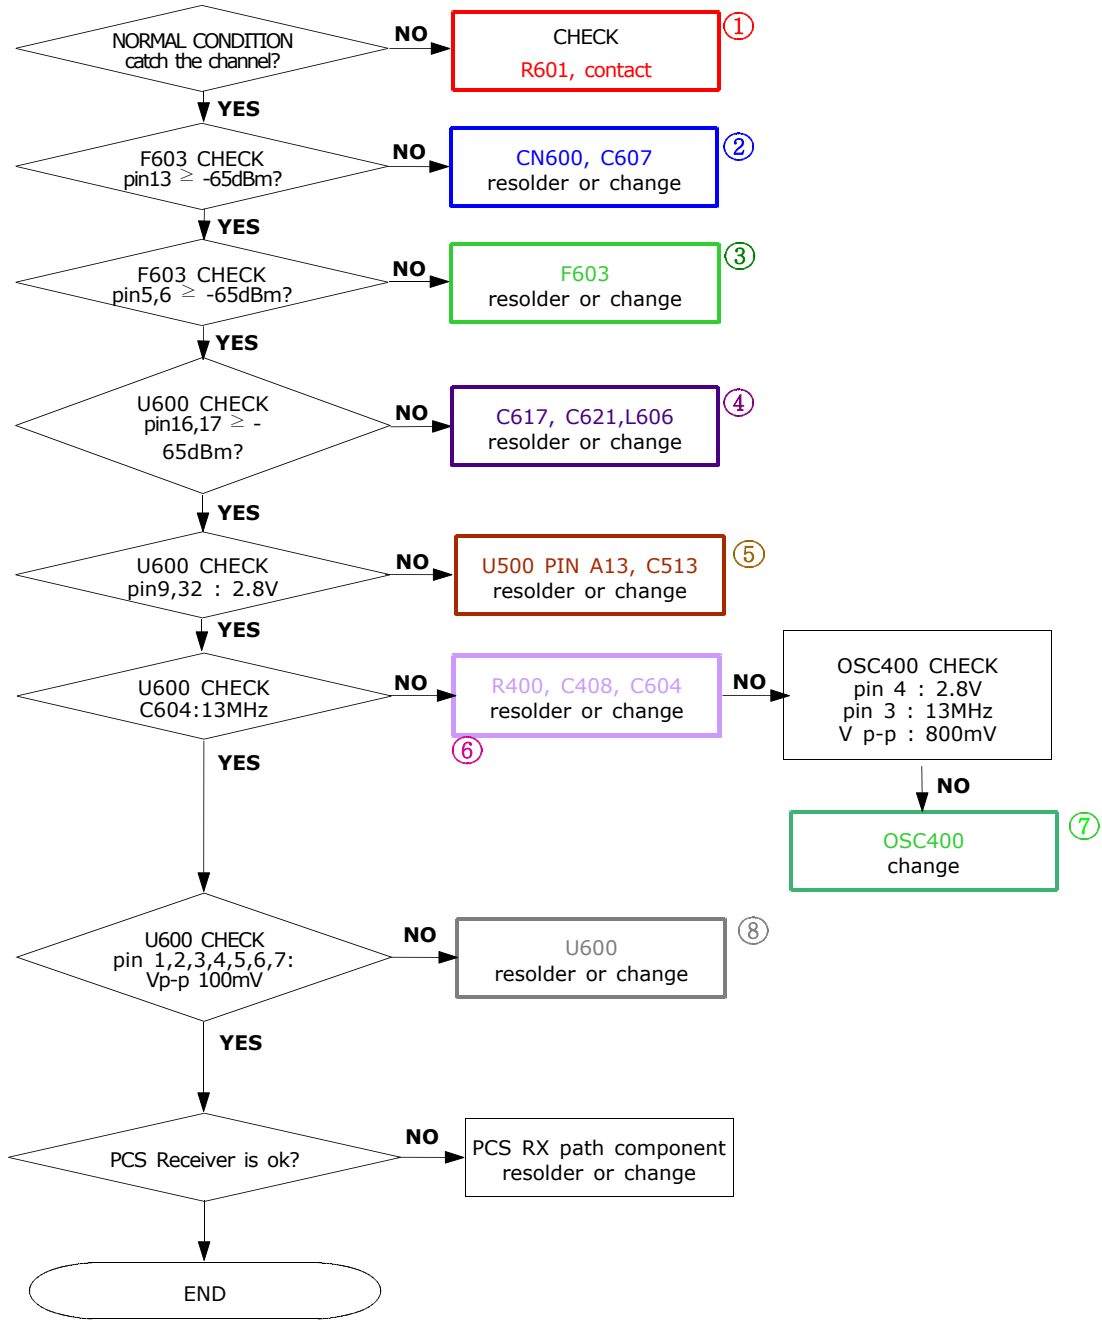 NORMAL CONDITION
catch the channel?
NO
CHECK
R601, contact
①
YES
F603 CHECK
pin13 ≥ -65dBm?
NO
CN600, C607
resolder or change
②
YES
F603 CHECK
pin5,6 ≥ -65dBm?
NO
F603
resolder or change
③
YES
U600 CHECK
pin16,17 ≥ -
65dBm?
NO
C617, C621,L606
resolder or change
④
YES
U600 CHECK
pin9,32 : 2.8V
NO
U500 PIN A13, C513
resolder or change
⑤
YES
U600 CHECK
C604:13MHz
NO
R400, C408, C604
resolder or change
⑥
NO
OSC400 CHECK
pin 4 : 2.8V
pin 3 : 13MHz
V p-p : 800mV
NO
OSC400
change
⑦
YES
U600 CHECK
pin 1,2,3,4,5,6,7:
Vp-p 100mV
NO
U600
resolder or change
⑧
YES
PCS Receiver is ok?
NO
PCS RX path component
resolder or change
END